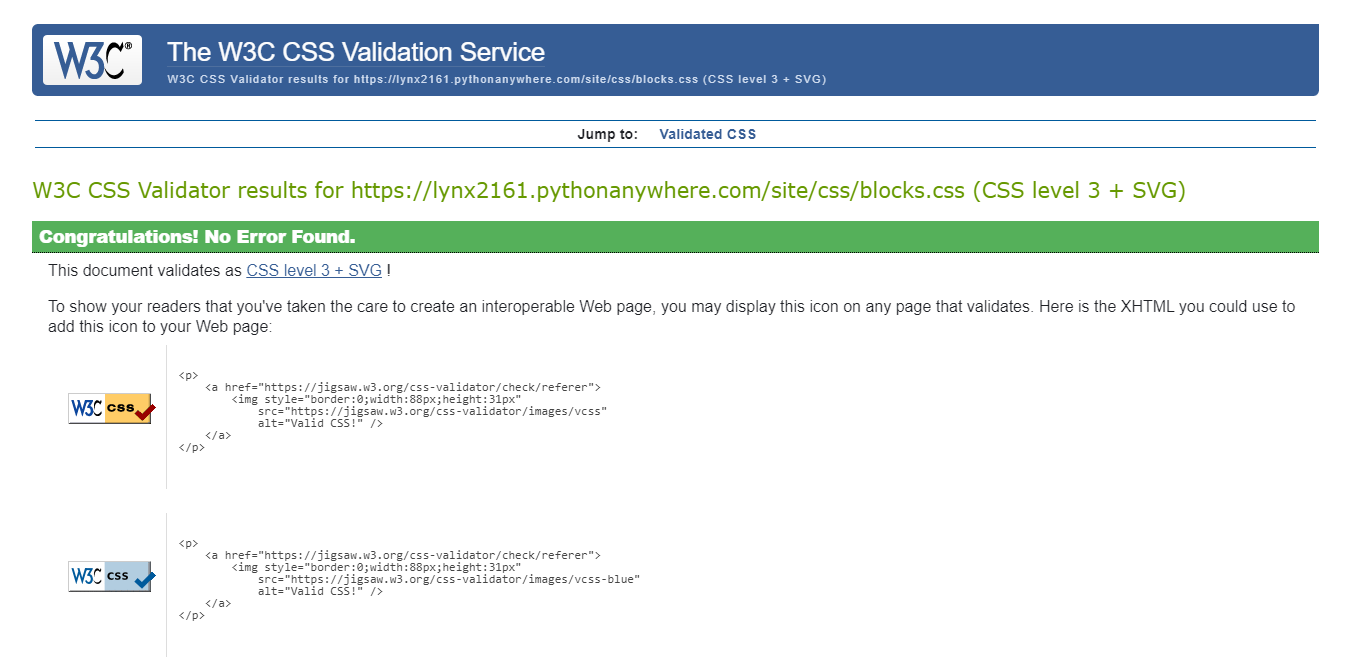 W3C®
The W3C CSS Validation Service
W3C CSS Validator results for https://lynx2161.pythonanywhere.com/site/css/blocks.css (CSS level 3 + SVG)
Jump to: Validated CSS
W3C CSS Validator results for https://lynx2161.pythonanywhere.com/site/css/blocks.css (CSS level 3 + SVG)
Congratulations! No Error Found.
This document validates as CSS level 3 + SVG !
To show your readers that you've taken the care to create an interoperable Web page, you may display this icon on any page that validates. Here is the XHTML you could use to
add this icon to your Web page:
W3C css
<p>
    <a href="https://jigsaw.w3.org/css-validator/check/referer">
        <img style="border:0;width:88px;height:31px"
            src="https://jigsaw.w3.org/css-validator/images/vcss"
            alt="Valid CSS!" />
    </a>
</p>
W3C css
<p>
    <a href="https://jigsaw.w3.org/css-validator/check/referer">
        <img style="border:0;width:88px;height:31px"
            src="https://jigsaw.w3.org/css-validator/images/vcss-blue"
            alt="Valid CSS!" />
    </a>
</p>